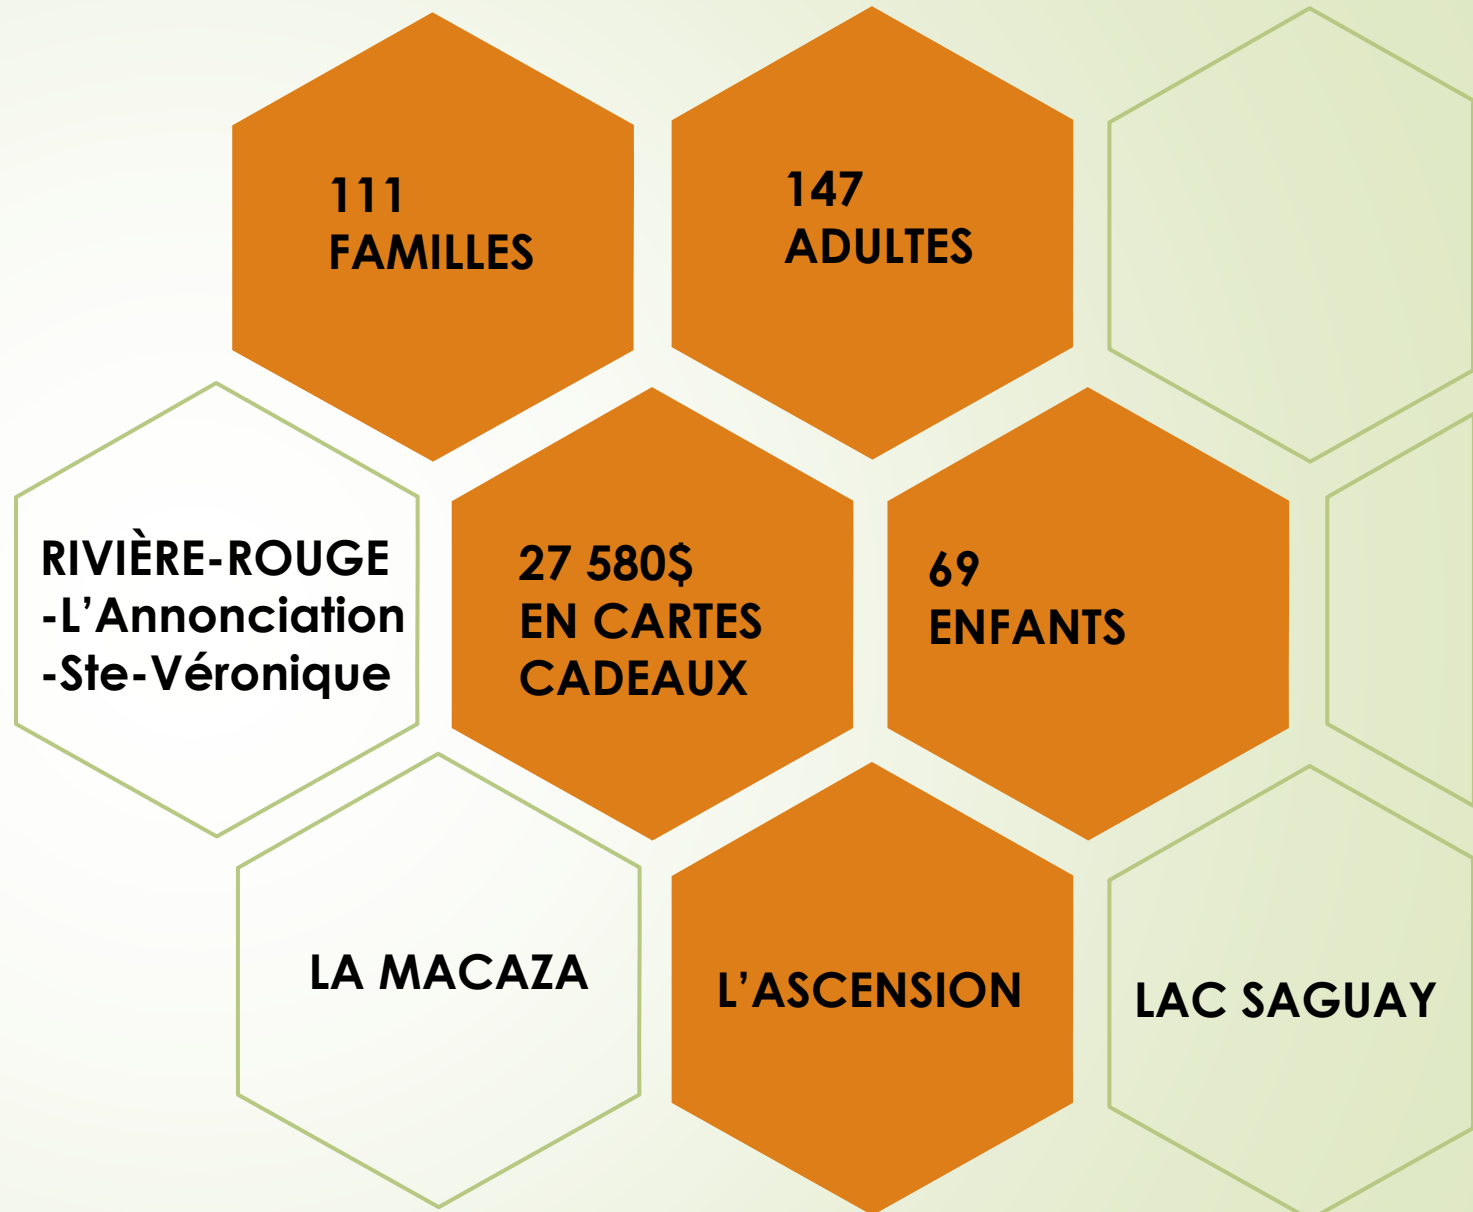 111
FAMILLES
147
ADULTES
RIVIÈRE-ROUGE
-L’Annonciation
-Ste-Véronique
27 580$
EN CARTES
CADEAUX
69
ENFANTS
LA MACAZA
L’ASCENSION
LAC SAGUAY